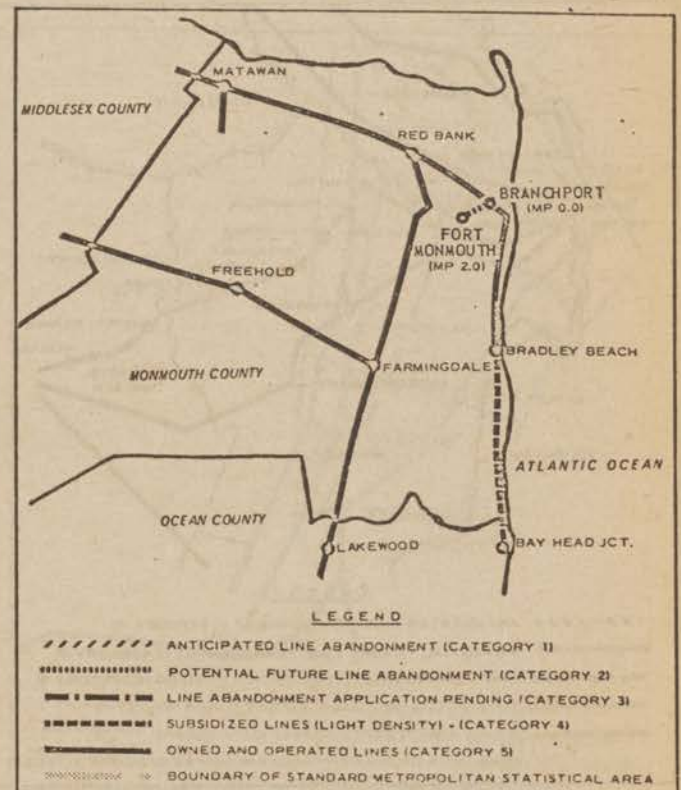 MATAWAN
MIDDLESEX COUNTY
RED BANK
BRANCHPORT
(MP 0.0)
FORT
MONMOUTH
(MP 2.0)
FREEHOLD
BRADLEY BEACH
FARMINGDALE
MONMOUTH COUNTY
ATLANTIC OCEAN
OCEAN COUNTY
LAKEWOOD
BAY HEAD JCT.
LEGEND
ANTICIPATED LINE ABANDONMENT (CATEGORY 1)
POTENTIAL FUTURE LINE ABANDONMENT (CATEGORY 2)
LINE ABANDONMENT APPLICATION PENDING (CATEGORY 3)
SUBSIDIZED LINES (LIGHT DENSITY) - (CATEGORY 4)
OWNED AND OPERATED LINES (CATEGORY 5)
BOUNDARY OF STANDARD METROPOLITAN STATISTICAL AREA